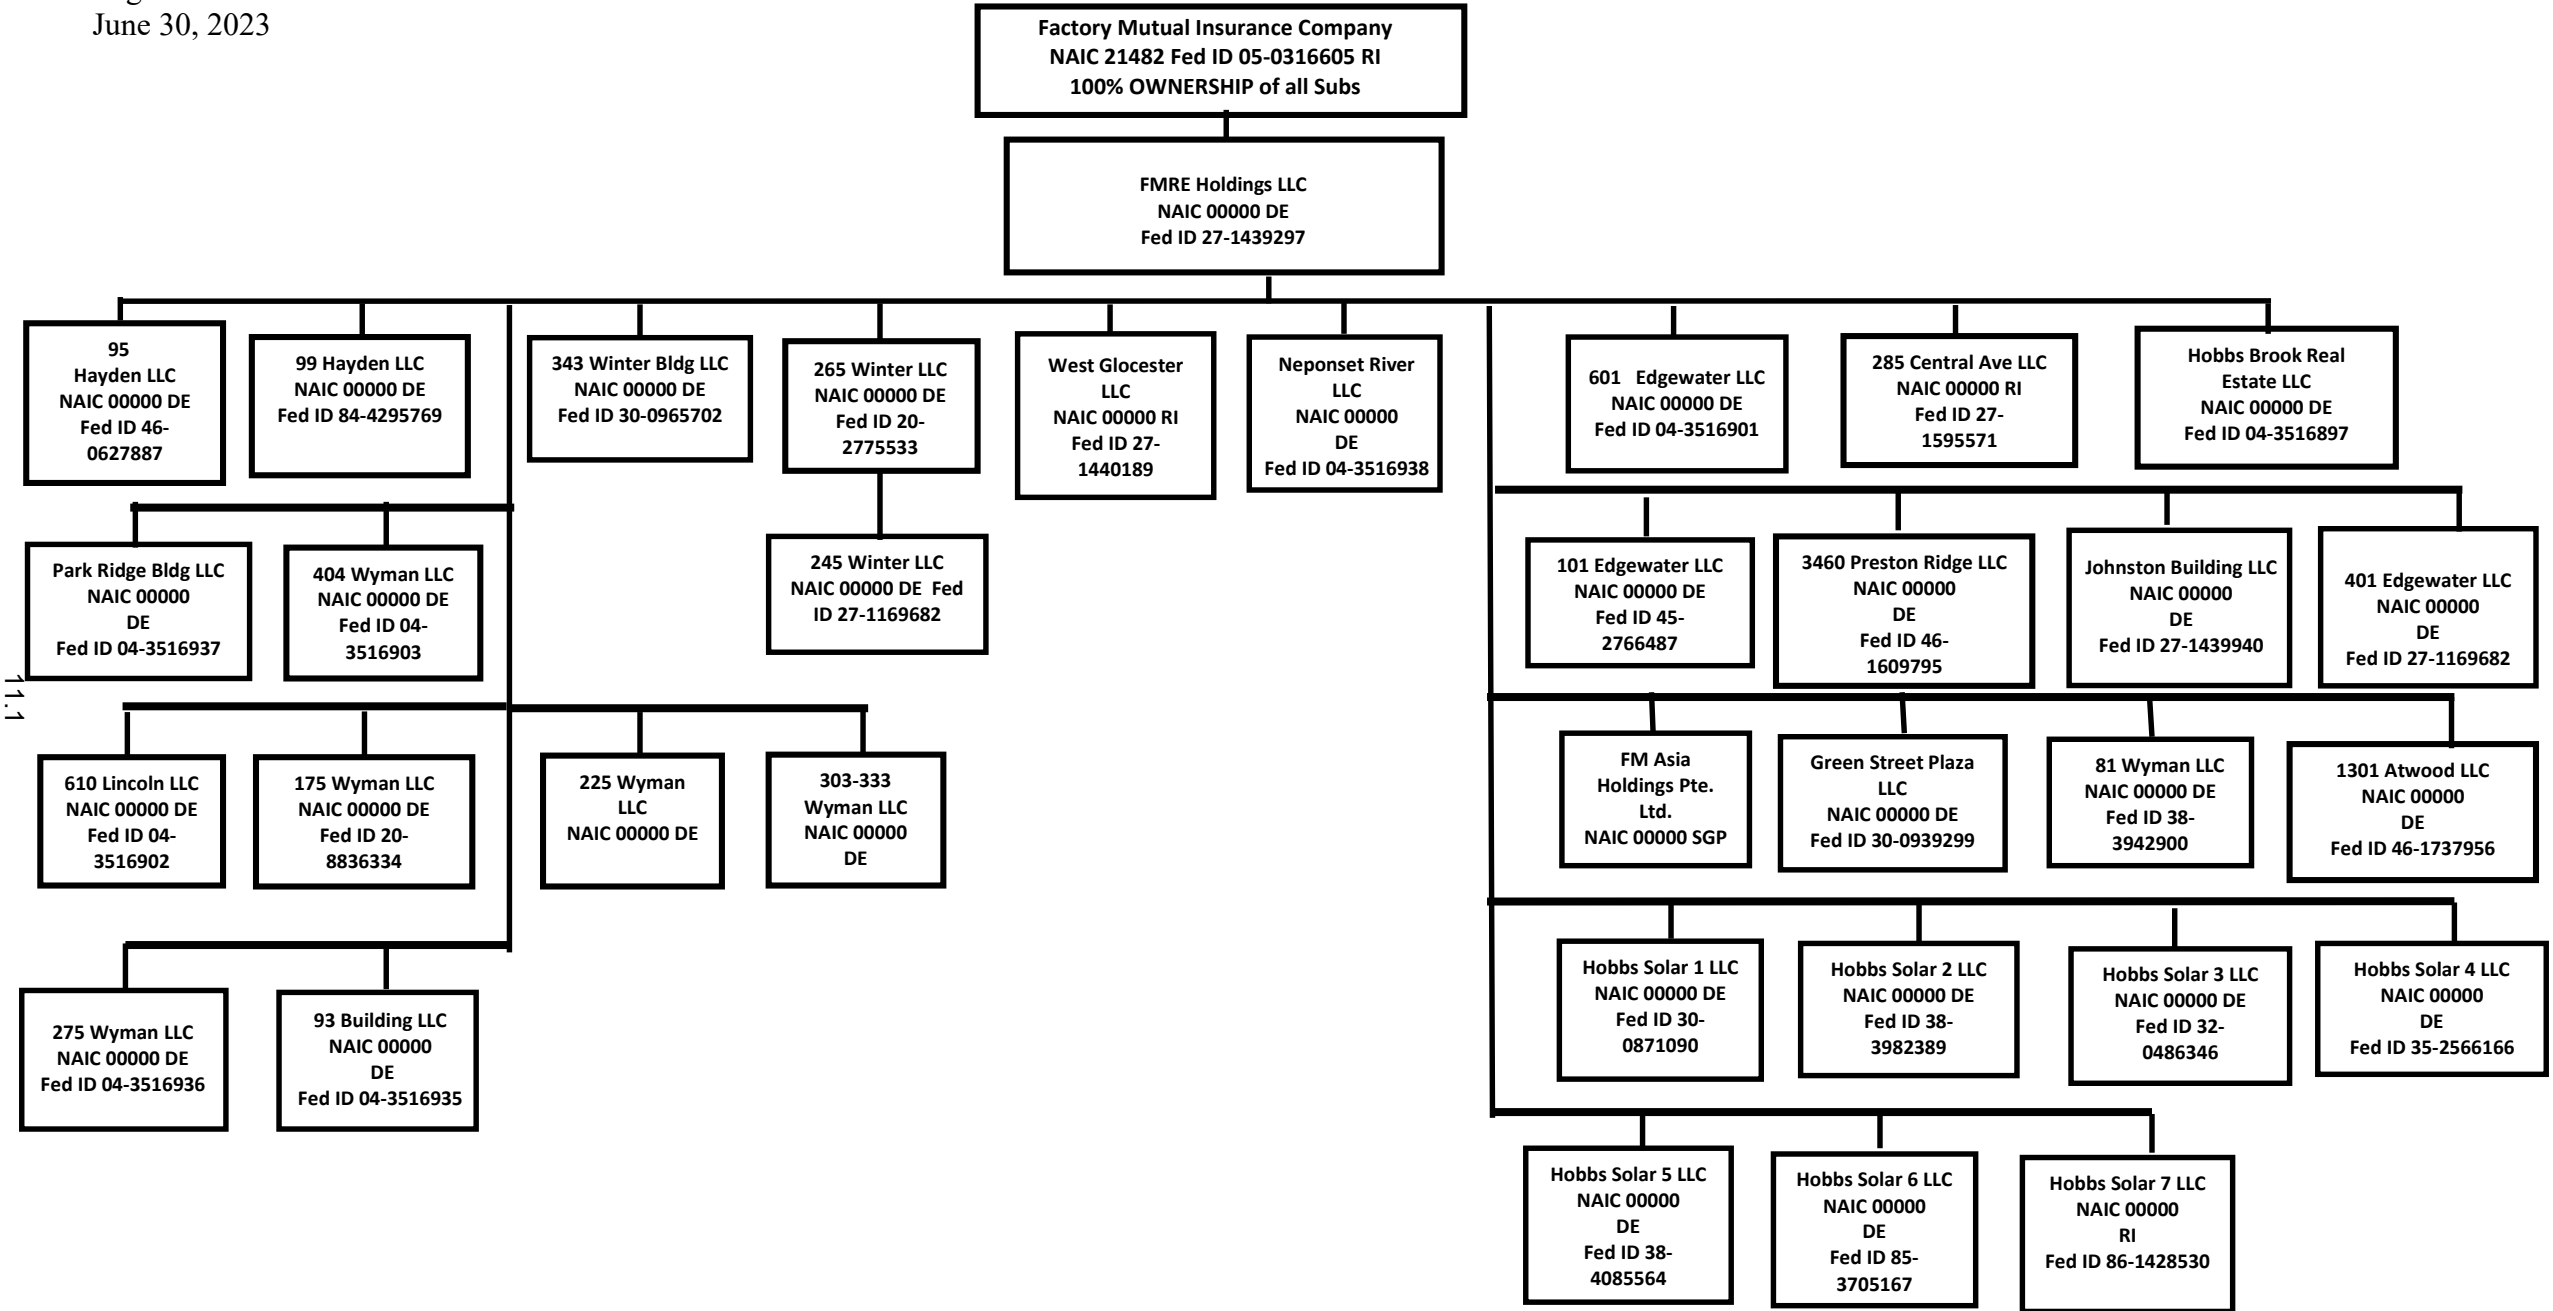 June 30, 2023
Factory Mutual Insurance Company
NAIC 21482 Fed ID 05-0316605 RI
100% OWNERSHIP of all Subs
FMRE Holdings LLC
NAIC 00000 DE
Fed ID 27-1439297
95
Hayden LLC
NAIC 00000 DE
Fed ID 46-
0627887
99 Hayden LLC
NAIC 00000 DE
Fed ID 84-4295769
343 Winter Bldg LLC
NAIC 00000 DE
Fed ID 30-0965702
265 Winter LLC
NAIC 00000 DE
Fed ID 20-
2775533
West Glocester
LLC
NAIC 00000 RI
Fed ID 27-
1440189
Neponset River
LLC
NAIC 00000
DE
Fed ID 04-3516938
601 Edgewater LLC
NAIC 00000 DE
Fed ID 04-3516901
285 Central Ave LLC
NAIC 00000 RI
Fed ID 27-
1595571
Hobbs Brook Real
Estate LLC
NAIC 00000 DE
Fed ID 04-3516897
Park Ridge Bldg LLC
NAIC 00000
DE
Fed ID 04-3516937
404 Wyman LLC
NAIC 00000 DE
Fed ID 04-
3516903
245 Winter LLC
NAIC 00000 DE Fed
ID 27-1169682
101 Edgewater LLC
NAIC 00000 DE
Fed ID 45-
2766487
3460 Preston Ridge LLC
NAIC 00000
DE
Fed ID 46-
1609795
Johnston Building LLC
NAIC 00000
DE
Fed ID 27-1439940
401 Edgewater LLC
NAIC 00000
DE
Fed ID 27-1169682
11.1
610 Lincoln LLC
NAIC 00000 DE
Fed ID 04-
3516902
175 Wyman LLC
NAIC 00000 DE
Fed ID 20-
8836334
225 Wyman
LLC
NAIC 00000 DE
303-333
Wyman LLC
NAIC 00000
DE
FM Asia
Holdings Pte.
Ltd.
NAIC 00000 SGP
Green Street Plaza
LLC
NAIC 00000 DE
Fed ID 30-0939299
81 Wyman LLC
NAIC 00000 DE
Fed ID 38-
3942900
1301 Atwood LLC
NAIC 00000
DE
Fed ID 46-1737956
275 Wyman LLC
NAIC 00000 DE
Fed ID 04-3516936
93 Building LLC
NAIC 00000
DE
Fed ID 04-3516935
Hobbs Solar 1 LLC
NAIC 00000 DE
Fed ID 30-
0871090
Hobbs Solar 2 LLC
NAIC 00000 DE
Fed ID 38-
3982389
Hobbs Solar 3 LLC
NAIC 00000 DE
Fed ID 32-
0486346
Hobbs Solar 4 LLC
NAIC 00000
DE
Fed ID 35-2566166
Hobbs Solar 5 LLC
NAIC 00000
DE
Fed ID 38-
4085564
Hobbs Solar 6 LLC
NAIC 00000
DE
Fed ID 85-
3705167
Hobbs Solar 7 LLC
NAIC 00000
RI
Fed ID 86-1428530